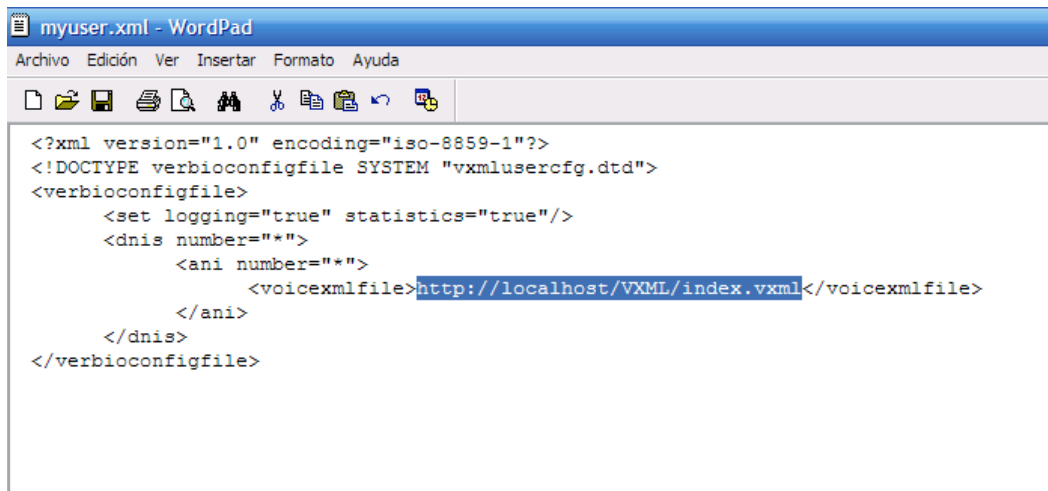 myuser.xml - WordPad
Archivo Edición Ver Insertar Formato Ayuda
<?xml version="1.0" encoding="iso-8859-1"?>
<!DOCTYPE verbioconfigfile SYSTEM "vxmlusercfg.dtd">
<verbioconfigfile>
<set logging="true" statistics="true"/>
<dnis number="*">
<ani number="*">
<voicexmlfile>http://localhost/VXML/index.vxml</voicexmlfile>
</ani>
</dnis>
</verbioconfigfile>